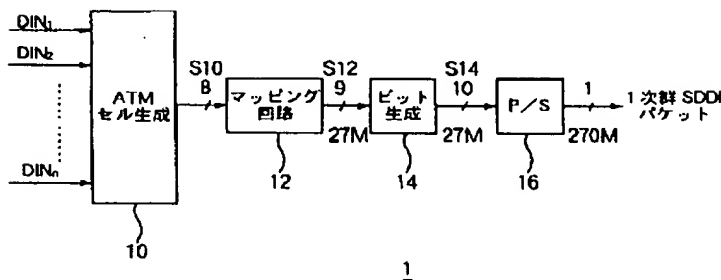 DIN₁
DIN₂
DINn
ATM
セル生成
10
S10
8
マッピング
回路
12
S12
9
27M
ビット
生成
14
S14
10
27M
P/S
16
1
270M
1次群 SDDI
パケット
1